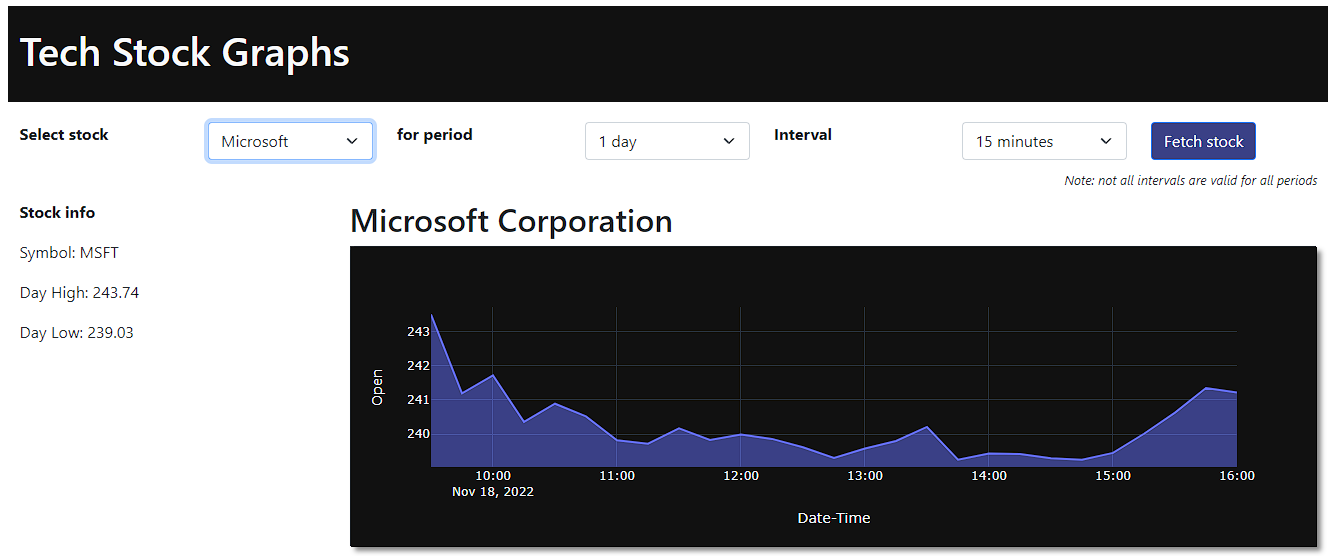 Tech Stock Graphs
Select stock Microsoft for period 1 day Interval 15 minutes Fetch stock
Note: not all intervals are valid for all periods
Stock info
Symbol: MSFT
Day High: 243.74
Day Low: 239.03
Microsoft Corporation
243
242
241
240
Open
10:00 11:00 12:00 13:00 14:00 15:00 16:00
Nov 18, 2022
Date-Time